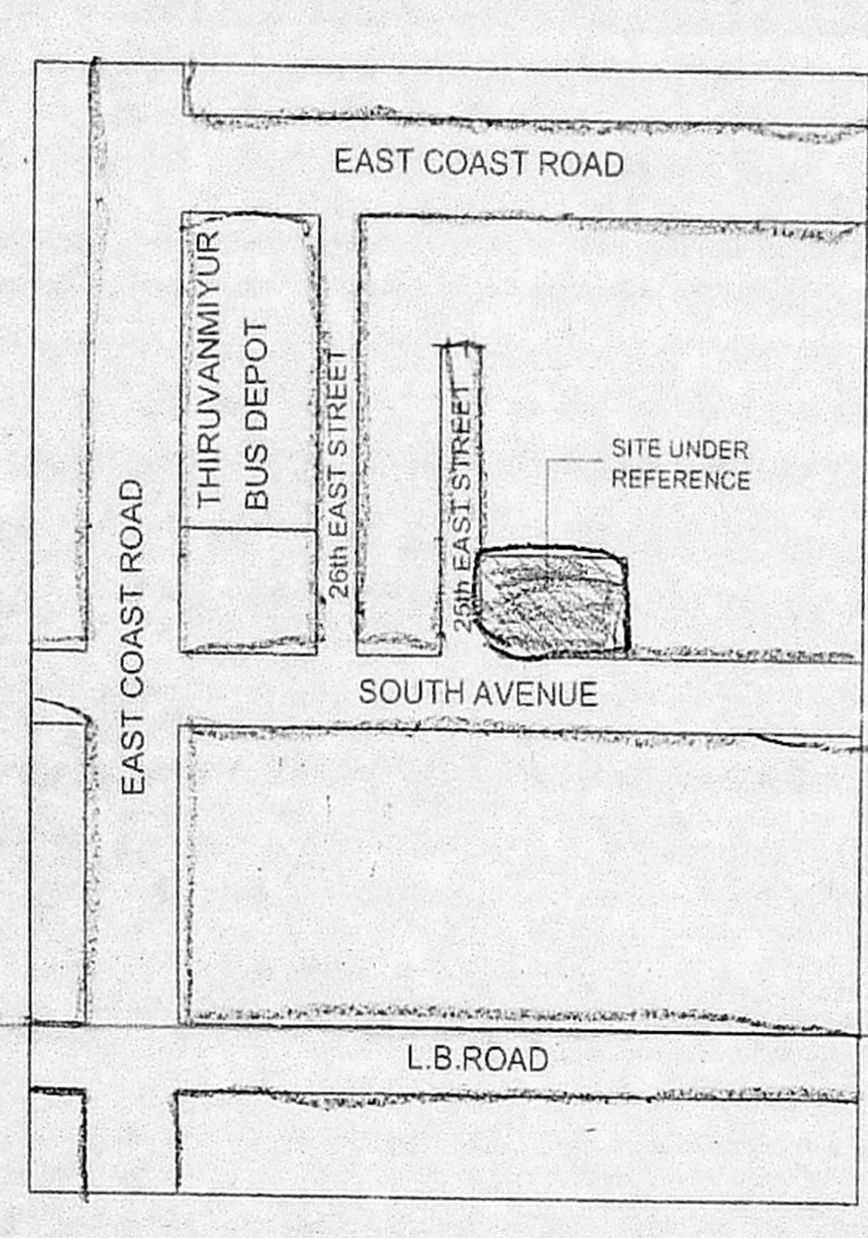 EAST COAST ROAD
THIRUVANMIYUR
BUS DEPOT
26th EAST STREET
25th EAST STREET
SITE UNDER
REFERENCE
EAST COAST ROAD
SOUTH AVENUE
L.B.ROAD